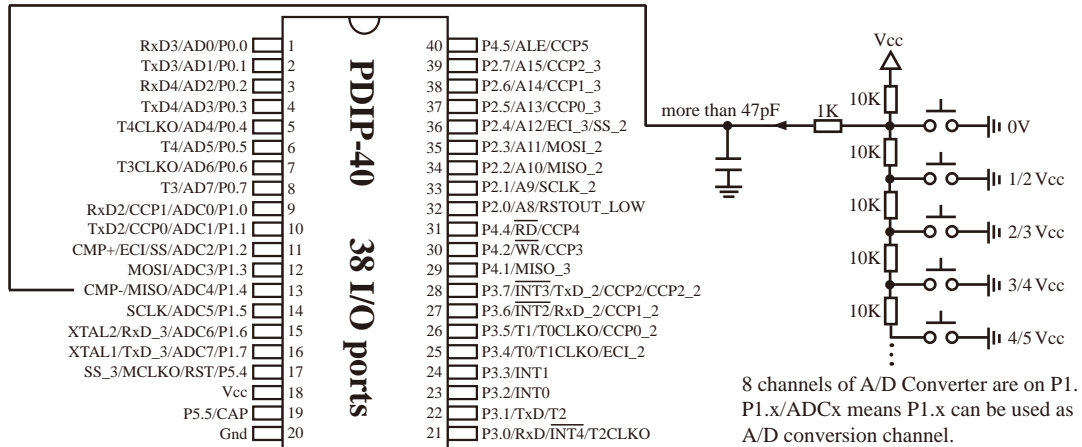 RxD3/AD0/P0.0 1
TxD3/AD1/P0.1 2
RxD4/AD2/P0.2 3
TxD4/AD3/P0.3 4
T4CLKO/AD4/P0.4 5
T4/AD5/P0.5 6
T3CLKO/AD6/P0.6 7
T3/AD7/P0.7 8
RxD2/CCP1/ADC0/P1.0 9
TxD2/CCP0/ADC1/P1.1 10
CMP+/ECI/SS/ADC2/P1.2 11
MOSI/ADC3/P1.3 12
CMP-/MISO/ADC4/P1.4 13
SCLK/ADC5/P1.5 14
XTAL2/RxD_3/ADC6/P1.6 15
XTAL1/TxD_3/ADC7/P1.7 16
SS_3/MCLKO/RST/P5.4 17
Vcc 18
P5.5/CAP 19
Gnd 20
PDIP-40 38 I/O ports
40 P4.5/ALE/CCP5
39 P2.7/A15/CCP2_3
38 P2.6/A14/CCP1_3
37 P2.5/A13/CCP0_3
36 P2.4/A12/ECI_3/SS_2
35 P2.3/A11/MOSI_2
34 P2.2/A10/MISO_2
33 P2.1/A9/SCLK_2
32 P2.0/A8/RSTOUT_LOW
31 P4.4/RD/CCP4
30 P4.2/WR/CCP3
29 P4.1/MISO_3
28 P3.7/INT3/TxD_2/CCP2/CCP2_2
27 P3.6/INT2/RxD_2/CCP1_2
26 P3.5/T1/T0CLKO/CCP0_2
25 P3.4/T0/T1CLKO/ECI_2
24 P3.3/INT1
23 P3.2/INT0
22 P3.1/TxD/T2
21 P3.0/RxD/INT4/T2CLKO
more than 47pF
1K
Vcc
10K
0V
10K
1/2 Vcc
10K
2/3 Vcc
10K
3/4 Vcc
10K
4/5 Vcc
8 channels of A/D Converter are on P1.
P1.x/ADCx means P1.x can be used as
A/D conversion channel.